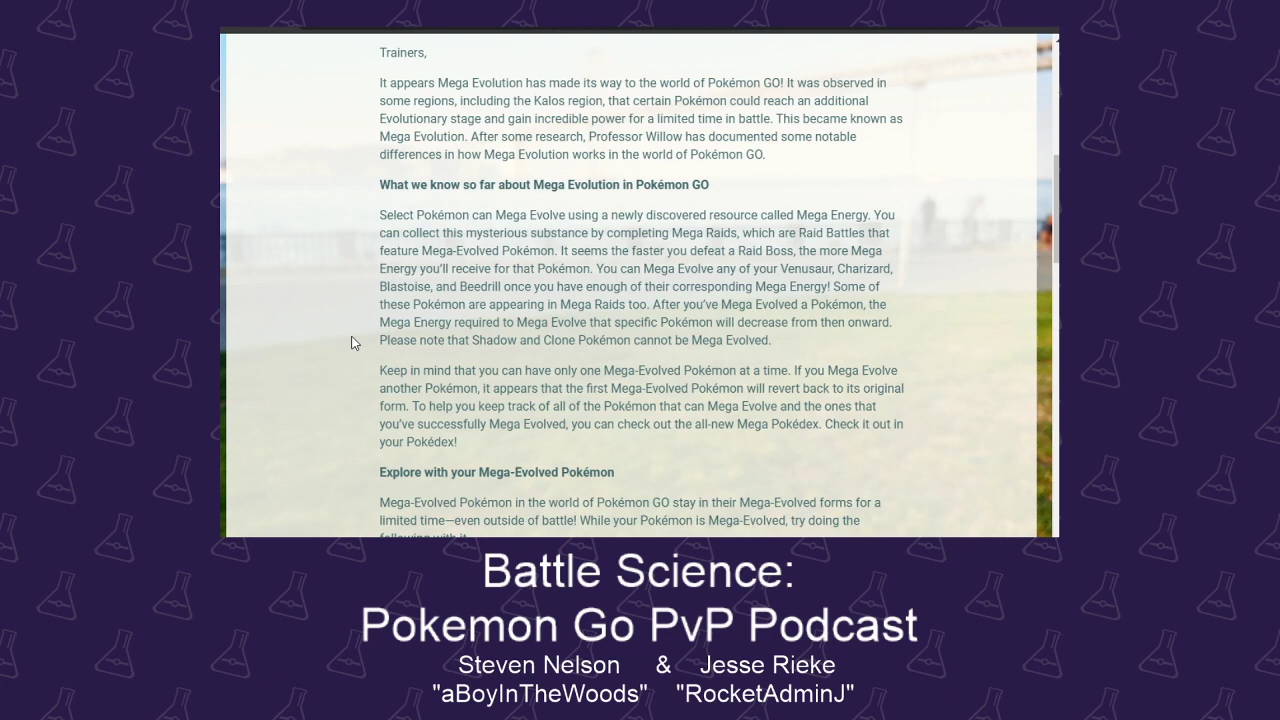 Trainers,
It appears Mega Evolution has made its way to the world of Pokémon GO! It was observed in
some regions, including the Kalos region, that certain Pokémon could reach an additional
Evolutionary stage and gain incredible power for a limited time in battle. This became known as
Mega Evolution. After some research, Professor Willow has documented some notable
differences in how Mega Evolution works in the world of Pokémon GO.
What we know so far about Mega Evolution in Pokémon GO
Select Pokémon can Mega Evolve using a newly discovered resource called Mega Energy. You
can collect this mysterious substance by completing Mega Raids, which are Raid Battles that
feature Mega-Evolved Pokémon. It seems the faster you defeat a Raid Boss, the more Mega
Energy you’ll receive for that Pokémon. You can Mega Evolve any of your Venusaur, Charizard,
Blastoise, and Beedrill once you have enough of their corresponding Mega Energy! Some of
these Pokémon are appearing in Mega Raids too. After you’ve Mega Evolved a Pokémon, the
Mega Energy required to Mega Evolve that specific Pokémon will decrease from then onward.
Please note that Shadow and Clone Pokémon cannot be Mega Evolved.
Keep in mind that you can have only one Mega-Evolved Pokémon at a time. If you Mega Evolve
another Pokémon, it appears that the first Mega-Evolved Pokémon will revert back to its original
form. To help you keep track of all of the Pokémon that can Mega Evolve and the ones that
you’ve successfully Mega Evolved, you can check out the all-new Mega Pokédex. Check it out in
your Pokédex!
Explore with your Mega-Evolved Pokémon
Mega-Evolved Pokémon in the world of Pokémon GO stay in their Mega-Evolved forms for a
limited time—even outside of battle! While your Pokémon is Mega-Evolved, try doing the
following with it
Battle Science:
Pokemon Go PvP Podcast
Steven Nelson & Jesse Rieke
"aBoyInTheWoods" "RocketAdminJ"